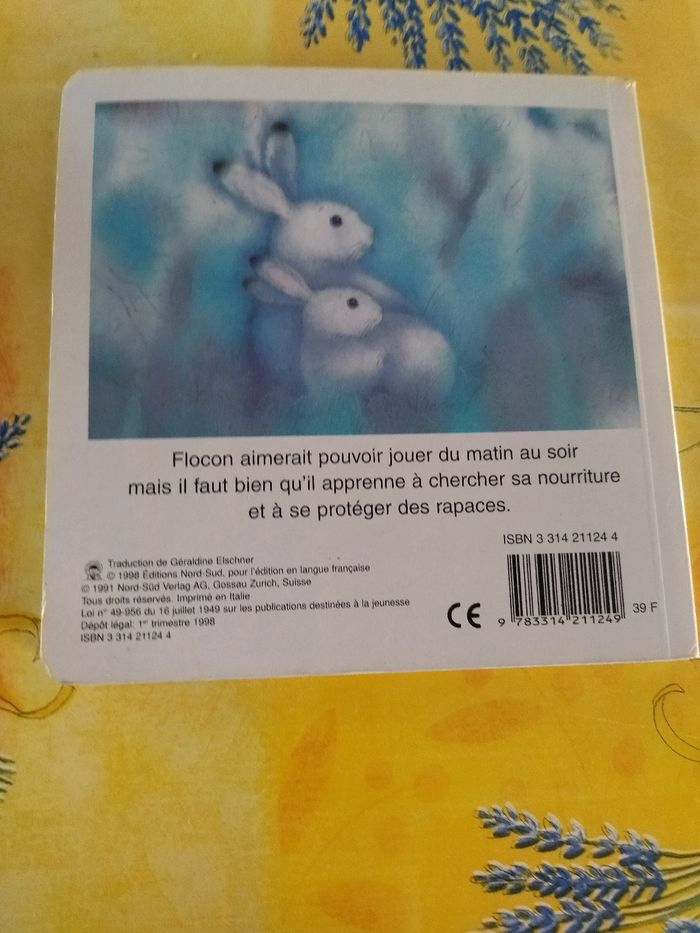 Flocon aimerait pouvoir jouer du matin au soir
mais il faut bien qu'il apprenne à chercher sa nourriture
et à se protéger des rapaces.
ISBN 3 314 21124 4
Traduction de Géraldine Elschner
© 1998 Éditions Nord-Sud, pour l'édition en langue française
© 1991 Nord-Süd Verlag AG, Gossau Zurich, Suisse
Tous droits réservés. Imprimé en Italie
Loi n° 49-956 du 16 juillet 1949 sur les publications destinées à la jeunesse
Dépôt légal: 1er trimestre 1998
ISBN 3 314 21124 4
CE
9 783314 211249
39 F